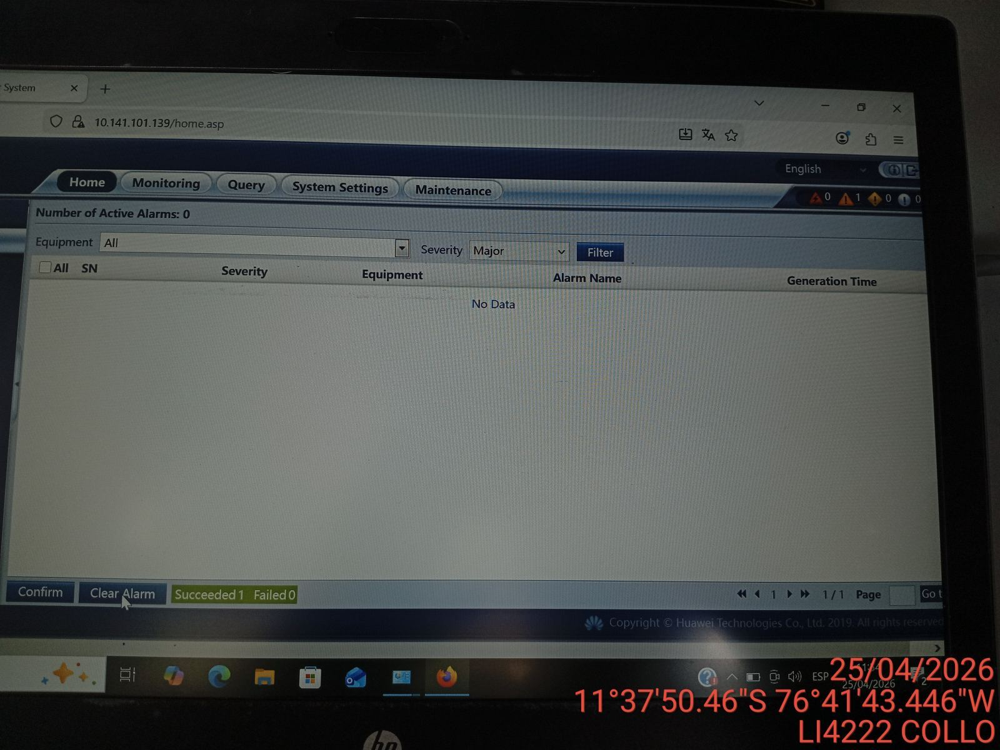 System
10.141.101.139/home.asp
English
Home Monitoring Query System Settings Maintenance
0 1 0 0
Number of Active Alarms: 0
Equipment All Severity Major Filter
All SN Severity Equipment Alarm Name Generation Time
No Data
Confirm Clear Alarm Succeeded 1 Failed 0 1 1 / 1 Page Go t
Copyright © Huawei Technologies Co., Ltd. 2019. All rights reserved
ESP
25/04/2026
25/04/2026
2
11°37'50.46"S 76°41'43.446"W
LI4222 COLLO
hp